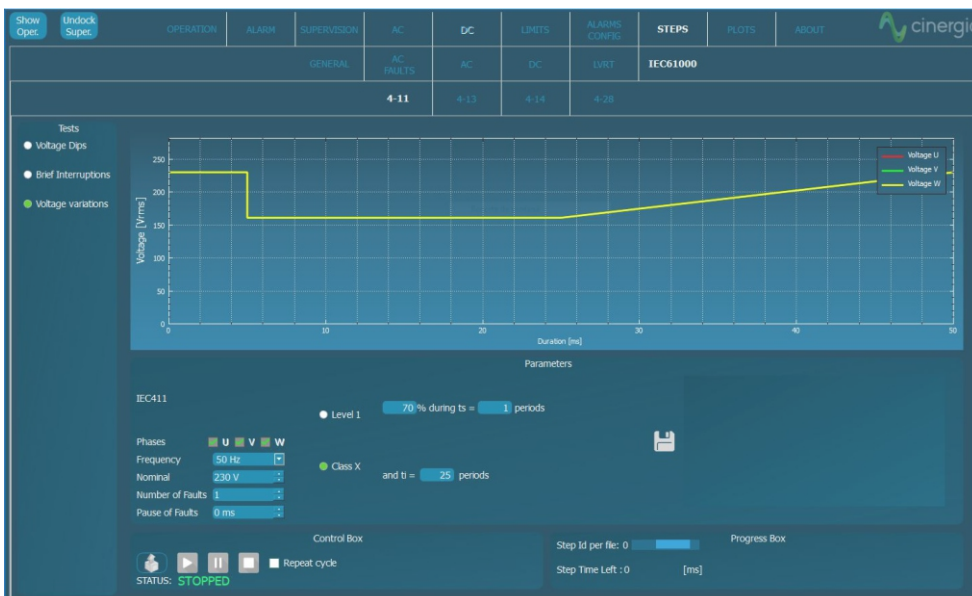 Show Oper.
Undock Super.
OPERATION ALARM SUPERVISION AC DC LIMITS ALARMS CONFIG STEPS PLOTS ABOUT
cinergia
GENERAL AC FAULTS AC DC LVRT IEC61000
4-11 4-13 4-14 4-28
Tests
Voltage Dips
Brief Interruptions
Voltage variations
Voltage [Vrms]
250
200
150
100
50
0
0 10 20 30 40 50
Duration [ms]
Voltage U
Voltage V
Voltage W
Parameters
IEC411
Level 1
70 % during ts = 1 periods
Phases U V W
Frequency 50 Hz
Class X
and ti = 25 periods
Nominal 230 V
Number of Faults 1
Pause of Faults 0 ms
Control Box
Repeat cycle
STATUS: STOPPED
Progress Box
Step Id per file: 0
Step Time Left : 0 [ms]